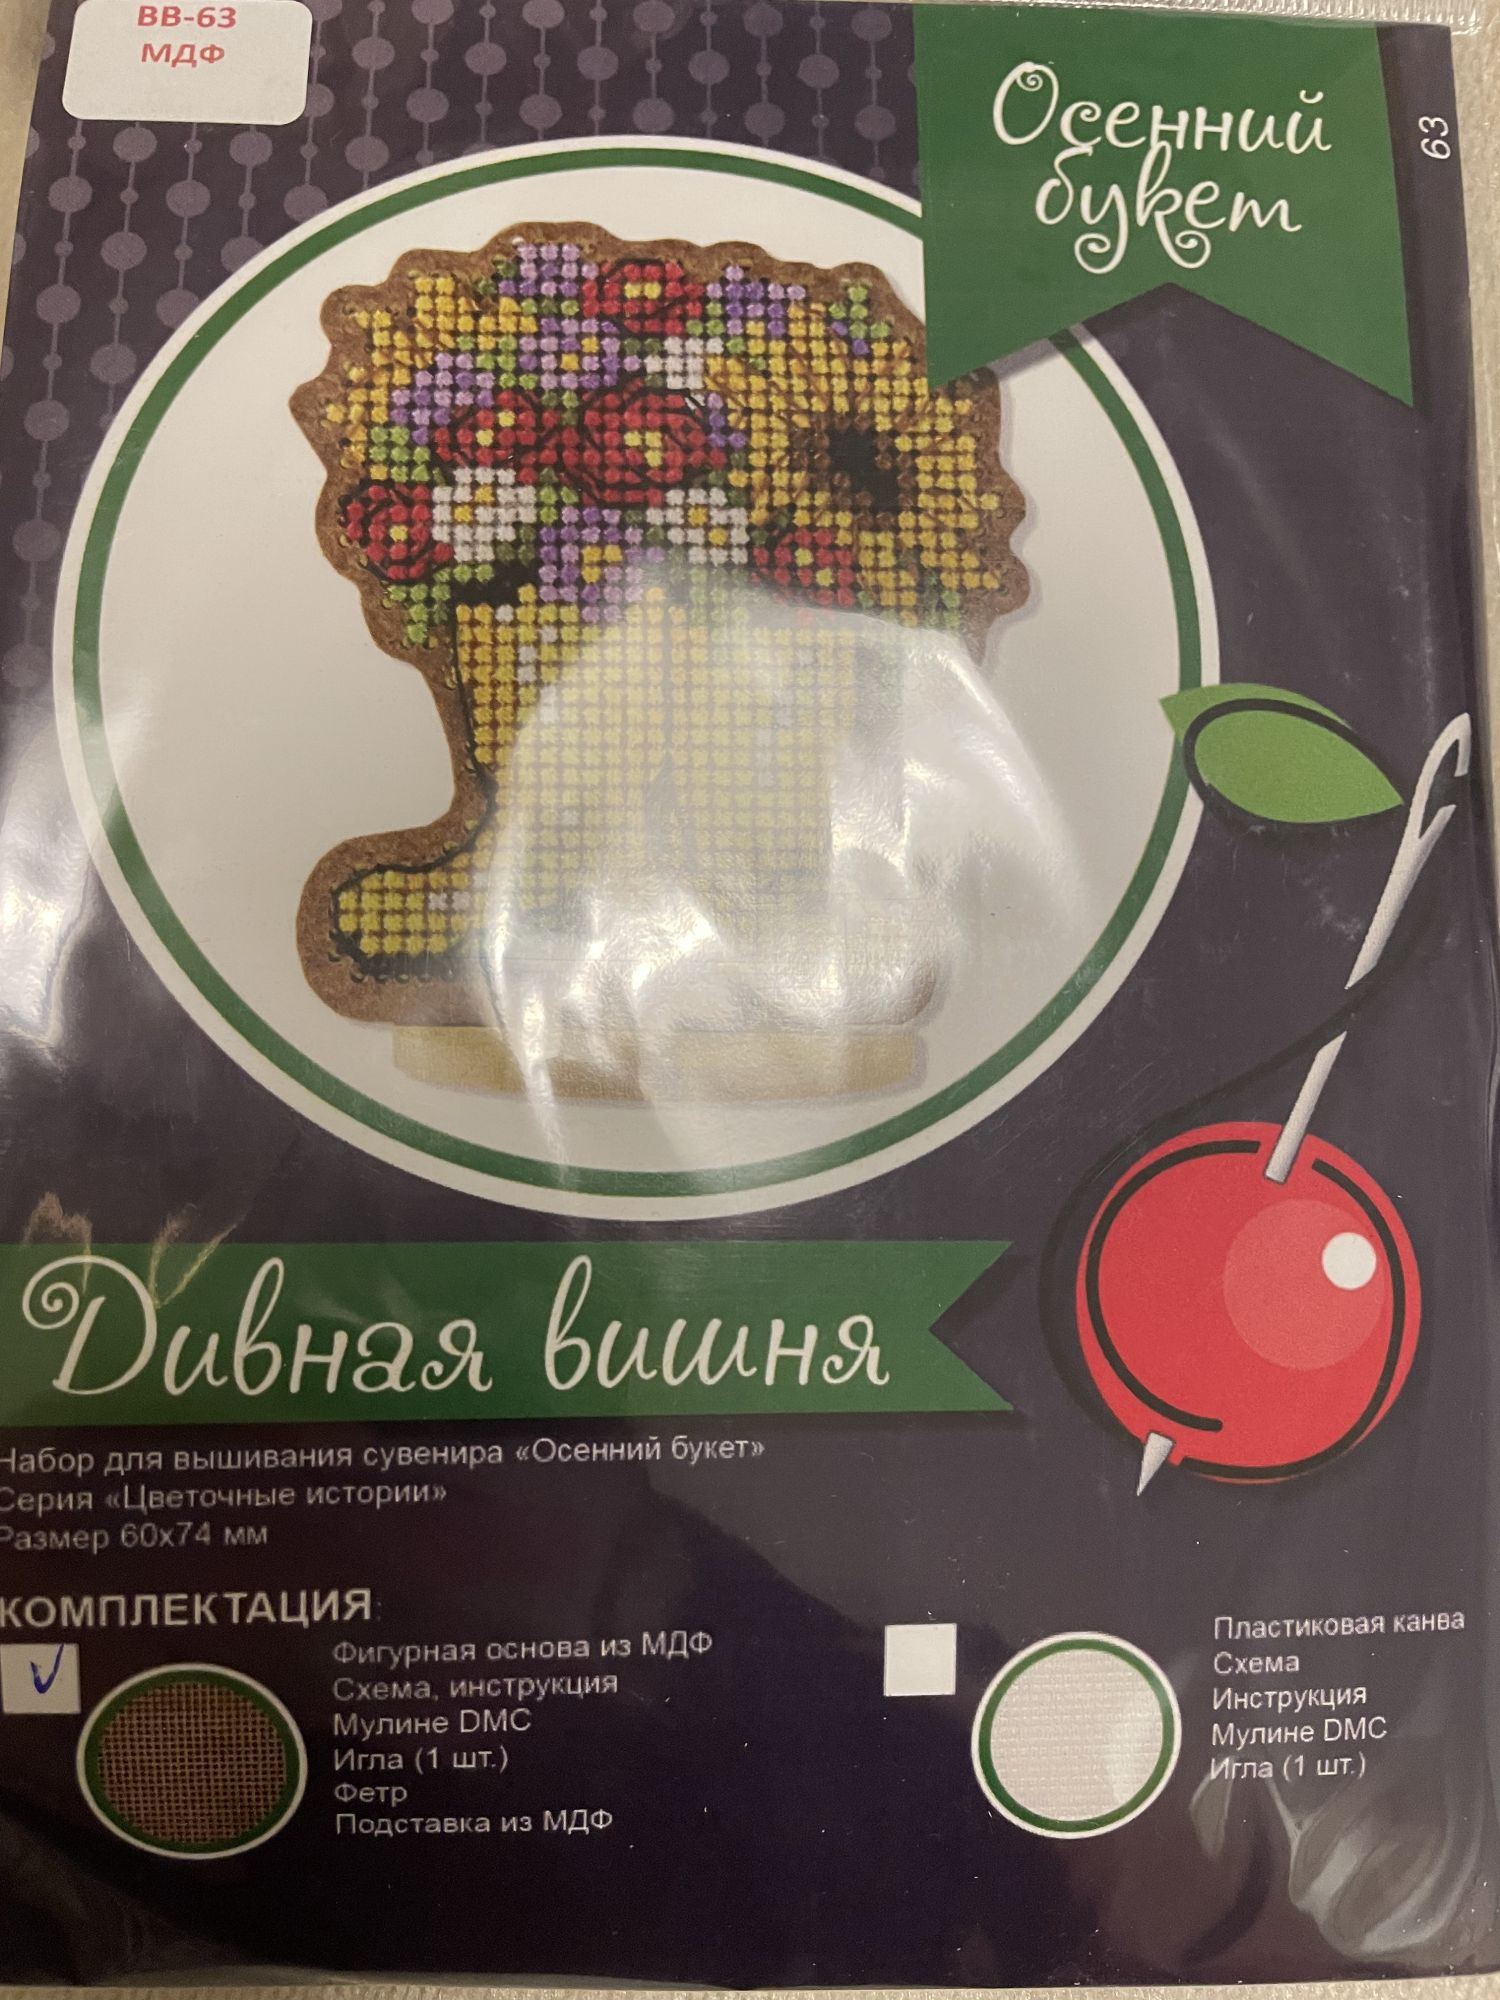 ВВ-63
МДФ
Осенний
букет
63
Дивная вишня
Набор для вышивания сувенира «Осенний букет»
Серия «Цветочные истории»
Размер 60х74 мм
КОМПЛЕКТАЦИЯ:
Фигурная основа из МДФ
Схема, инструкция
Мулине DMC
Игла (1 шт.)
Фетр
Подставка из МДФ
Пластиковая канва
Схема
Инструкция
Мулине DMC
Игла (1 шт.)